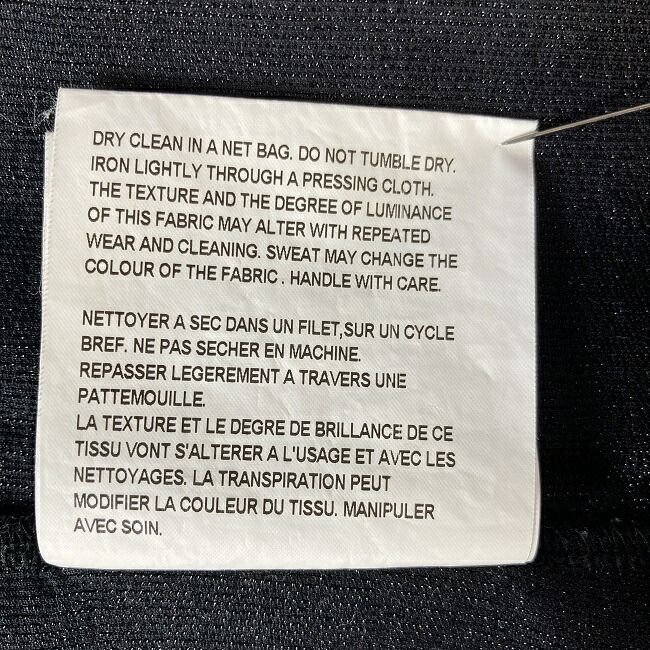 DRY CLEAN IN A NET BAG. DO NOT TUMBLE DRY.
IRON LIGHTLY THROUGH A PRESSING CLOTH.
THE TEXTURE AND THE DEGREE OF LUMINANCE
OF THIS FABRIC MAY ALTER WITH REPEATED
WEAR AND CLEANING. SWEAT MAY CHANGE THE
COLOUR OF THE FABRIC . HANDLE WITH CARE.
NETTOYER A SEC DANS UN FILET,SUR UN CYCLE
BREF. NE PAS SECHER EN MACHINE.
REPASSER LEGEREMENT A TRAVERS UNE
PATTEMOUILLE.
LA TEXTURE ET LE DEGRE DE BRILLANCE DE CE
TISSU VONT S'ALTERER A L'USAGE ET AVEC LES
NETTOYAGES. LA TRANSPIRATION PEUT
MODIFIER LA COULEUR DU TISSU. MANIPULER
AVEC SOIN.